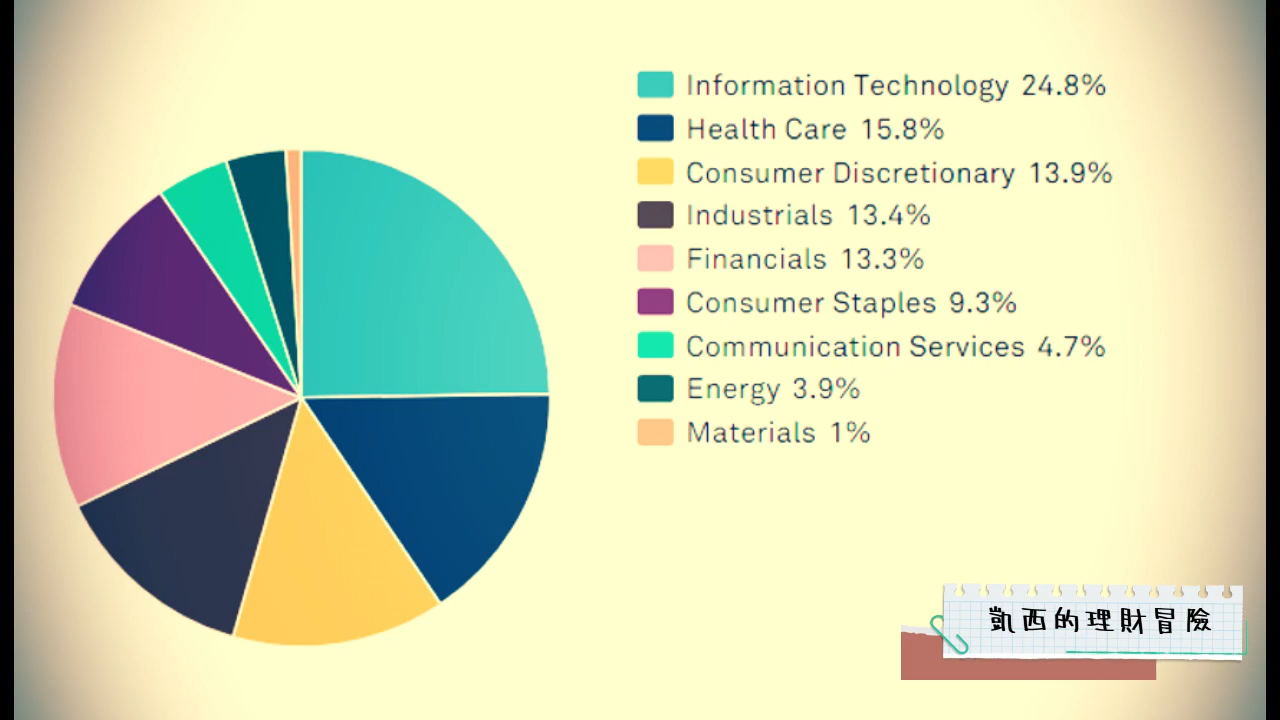 Information Technology 24.8%
Health Care 15.8%
Consumer Discretionary 13.9%
Industrials 13.4%
Financials 13.3%
Consumer Staples 9.3%
Communication Services 4.7%
Energy 3.9%
Materials 1%
凱西的理財冒險